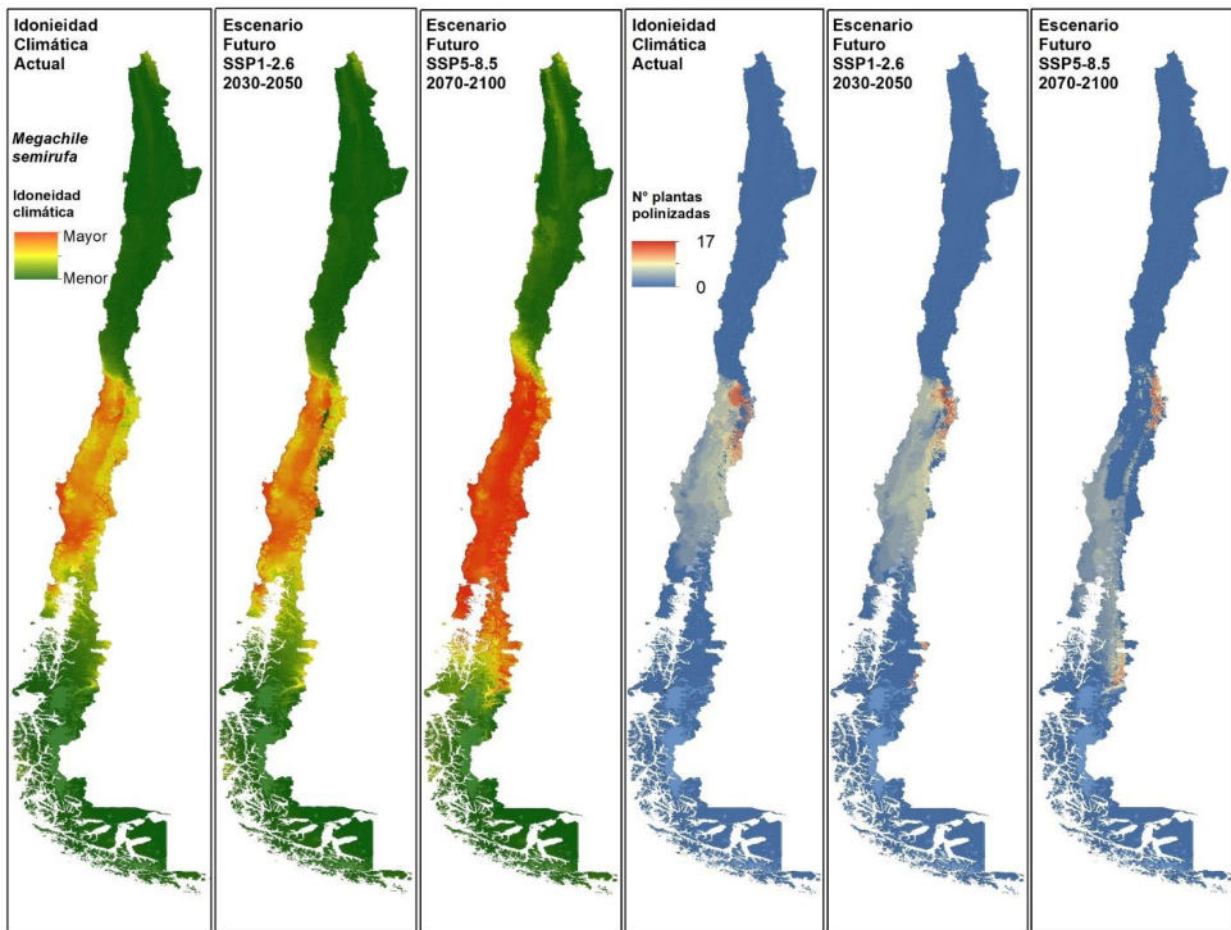 Idonieidad
Climática
Actual
Megachile
semirufa
Idoneidad
climática
Mayor
Menor
Escenario
Futuro
SSP1-2.6
2030-2050
Escenario
Futuro
SSP5-8.5
2070-2100
Idonieidad
Climática
Actual
N° plantas
polinizadas
17
0
Escenario
Futuro
SSP1-2.6
2030-2050
Escenario
Futuro
SSP5-8.5
2070-2100